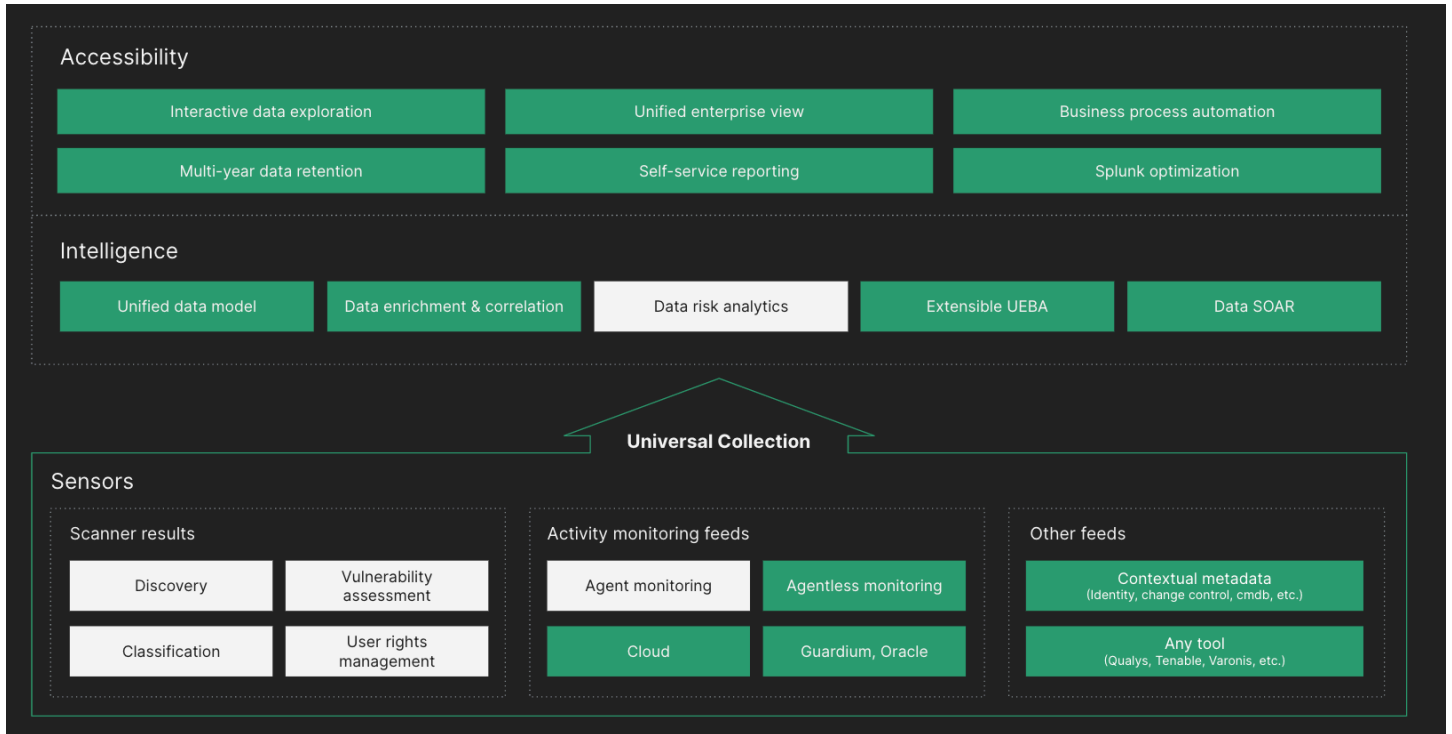 Accessibility
Interactive data exploration
Unified enterprise view
Business process automation
Multi-year data retention
Self-service reporting
Splunk optimization
Intelligence
Unified data model
Data enrichment & correlation
Data risk analytics
Extensible UEBA
Data SOAR
Universal Collection
Sensors
Scanner results
Discovery
Vulnerability
assessment
Classification
User rights
management
Activity monitoring feeds
Agent monitoring
Agentless monitoring
Cloud
Guardium, Oracle
Other feeds
Contextual metadata
(Identity, change control, cmdb, etc.)
Any tool
(Qualys, Tenable, Varonis, etc.)